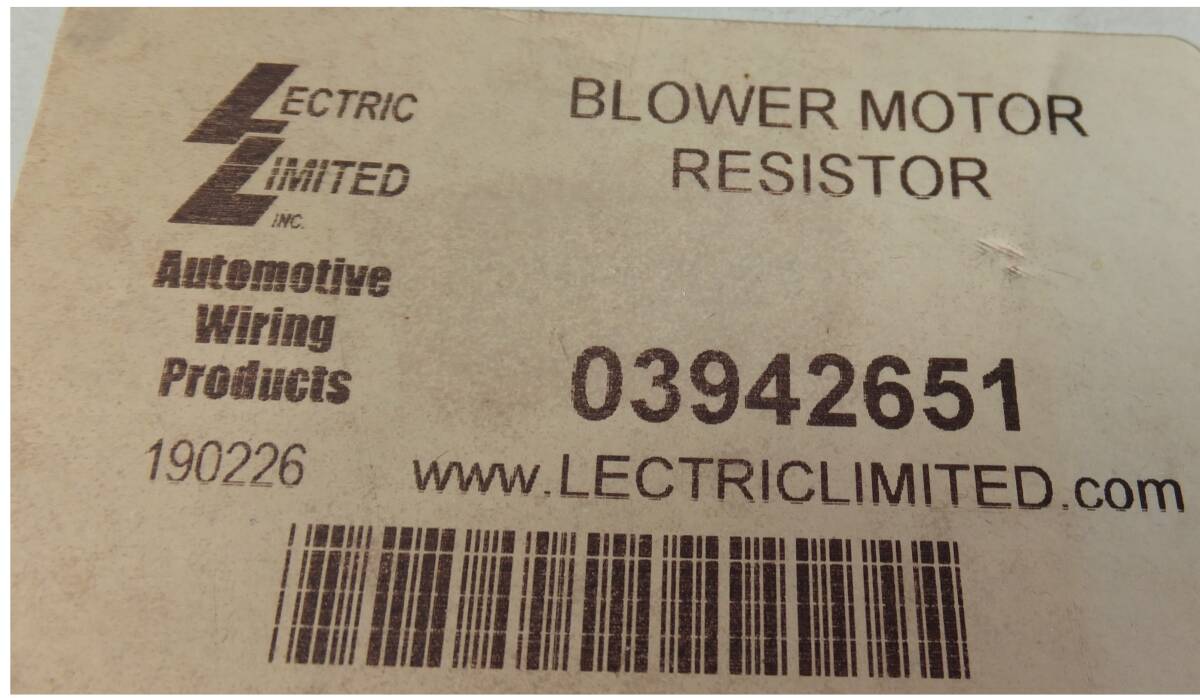 LECTRIC
LIMITED
INC.
Automotive
Wiring
Products
190226
BLOWER MOTOR
RESISTOR
03942651
www.LECTRICLIMITED.com